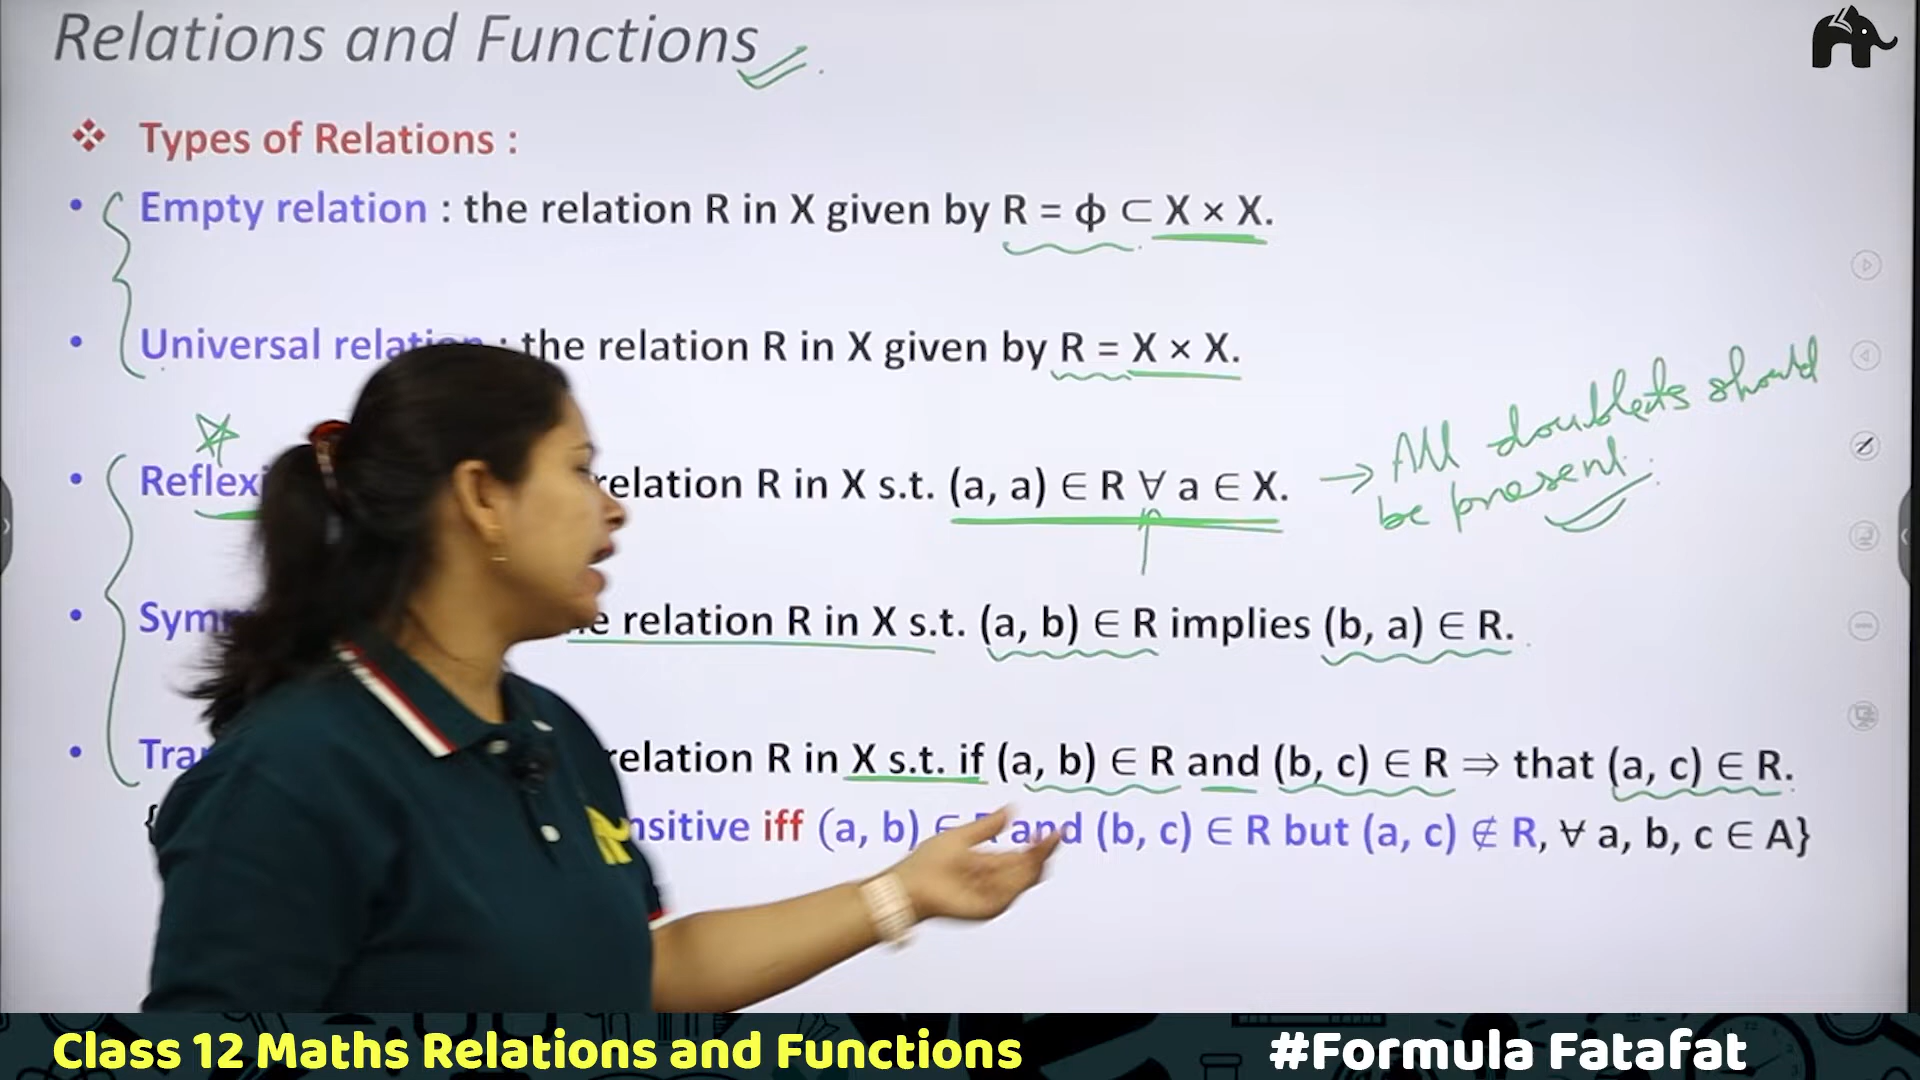 Relations and Functions
❖ Types of Relations :
• Empty relation : the relation R in X given by R = ϕ ⊂ X × X.
• Universal relation : the relation R in X given by R = X × X.
• Reflexi relation R in X s.t. (a, a) ∈ R ∀ a ∈ X.
→ All doublets should
be present.
• Sym relation R in X s.t. (a, b) ∈ R implies (b, a) ∈ R.
• Tra relation R in X s.t. if (a, b) ∈ R and (b, c) ∈ R ⇒ that (a, c) ∈ R.
{ nsitive iff (a, b) ∈ R and (b, c) ∈ R but (a, c) ∉ R, ∀ a, b, c ∈ A}
Class 12 Maths Relations and Functions
#Formula Fatafat